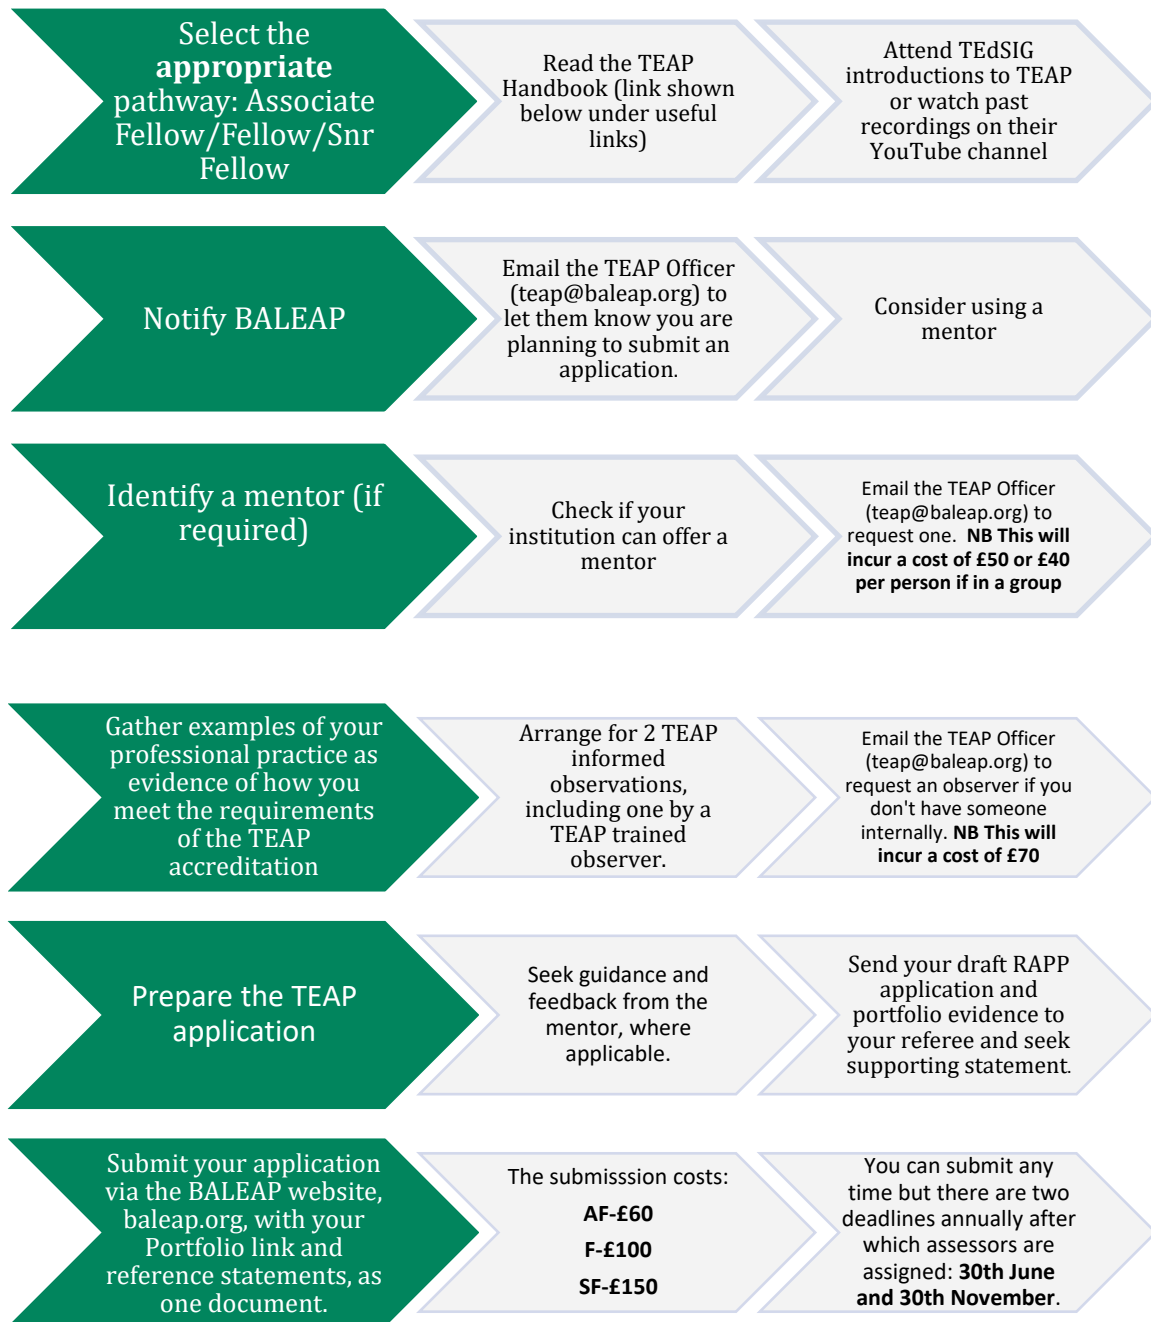 Select the
appropriate
pathway: Associate
Fellow/Fellow/Snr
Fellow
Read the TEAP
Handbook (link shown
below under useful
links)
Attend TEdSIG
introductions to TEAP
or watch past
recordings on their
YouTube channel
Notify BALEAP
Email the TEAP Officer
(teap@baleap.org) to
let them know you are
planning to submit an
application.
Consider using a
mentor
Identify a mentor (if
required)
Check if your
institution can offer a
mentor
Email the TEAP Officer
(teap@baleap.org) to
request one. NB This will
incur a cost of £50 or £40
per person if in a group
Gather examples of your
professional practice as
evidence of how you
meet the requirements
of the TEAP
accreditation
Arrange for 2 TEAP
informed
observations,
including one by a
TEAP trained
observer.
Email the TEAP Officer
(teap@baleap.org) to
request an observer if you
don't have someone
internally. NB This will
incur a cost of £70
Prepare the TEAP
application
Seek guidance and
feedback from the
mentor, where
applicable.
Send your draft RAPP
application and
portfolio evidence to
your referee and seek
supporting statement.
Submit your application
via the BALEAP website,
baleap.org, with your
Portfolio link and
reference statements, as
one document.
The submisssion costs:
AF-£60
F-£100
SF-£150
You can submit any
time but there are two
deadlines annually after
which assessors are
assigned: 30th June
and 30th November.